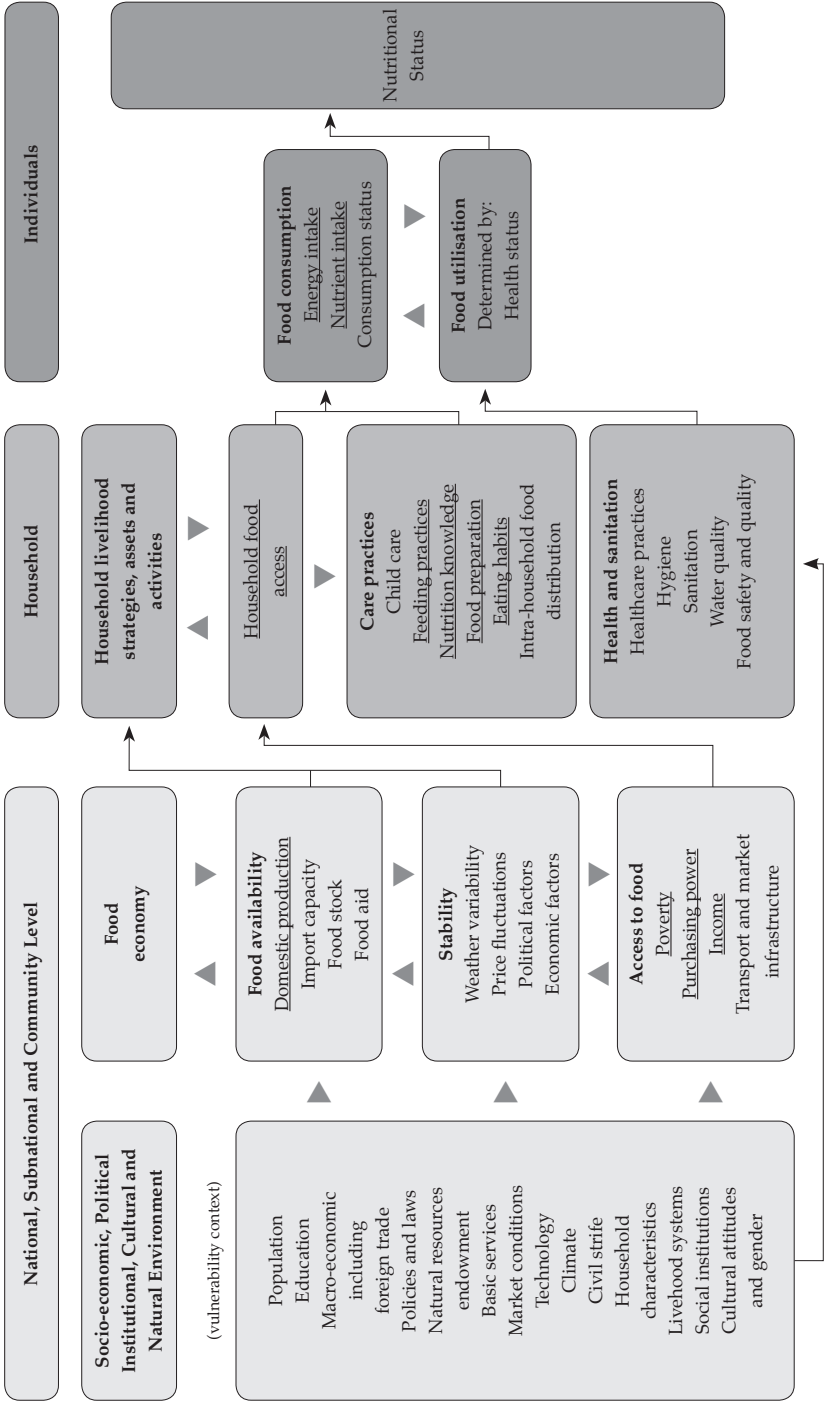 National, Subnational and Community Level
Household
Individuals
Socio-economic, Political
Institutional, Cultural and
Natural Environment
(vulnerability context)
Population
Education
Macro-economic
including
foreign trade
Policies and laws
Natural resources
endowment
Basic services
Market conditions
Technology
Climate
Civil strife
Household
characteristics
Livehood systems
Social institutions
Cultural attitudes
and gender
Food
economy
Food availability
Domestic production
Import capacity
Food stock
Food aid
Stability
Weather variability
Price fluctuations
Political factors
Economic factors
Access to food
Poverty
Purchasing power
Income
Transport and market
infrastructure
Household livelihood
strategies, assets and
activities
Household food
access
Care practices
Child care
Feeding practices
Nutrition knowledge
Food preparation
Eating habits
Intra-household food
distribution
Health and sanitation
Healthcare practices
Hygiene
Sanitation
Water quality
Food safety and quality
Food consumption
Energy intake
Nutrient intake
Consumption status
Food utilisation
Determined by:
Health status
Nutritional
Status